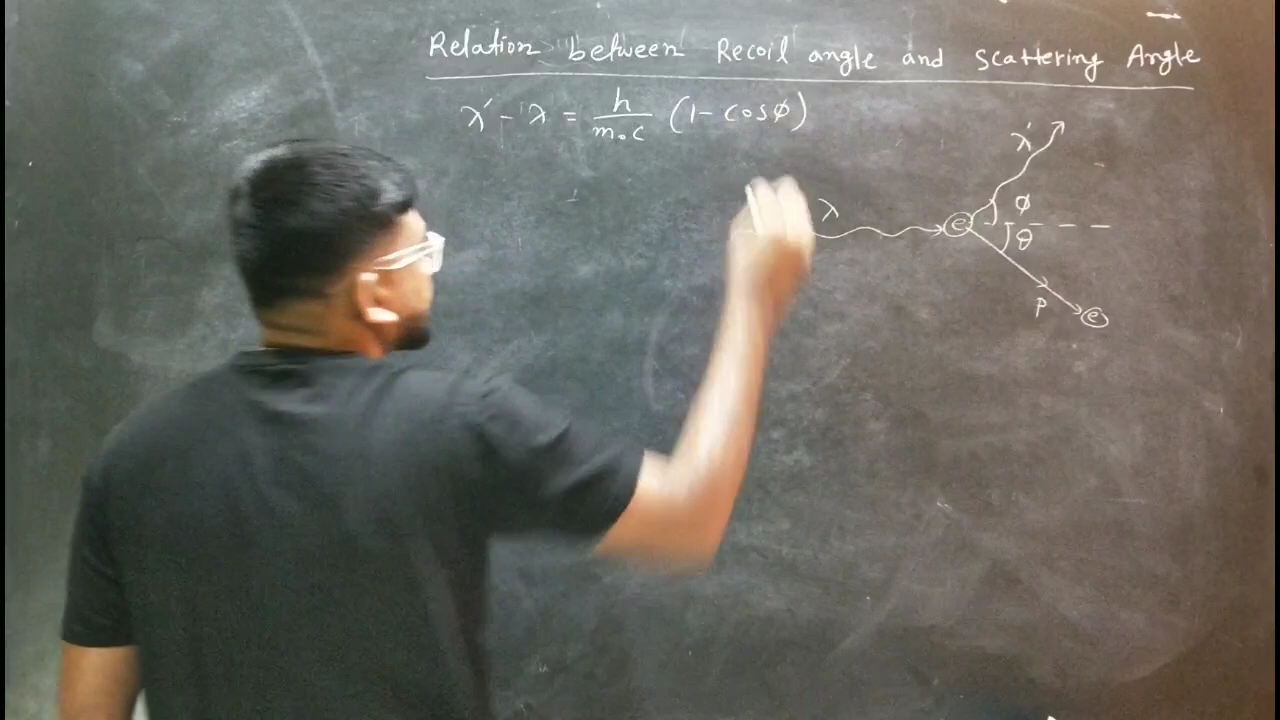 Relation between Recoil angle and scattering Angle
λ' - λ = h/m₀c (1 - cosφ)
λ'
λ
φ
e
θ
p
e